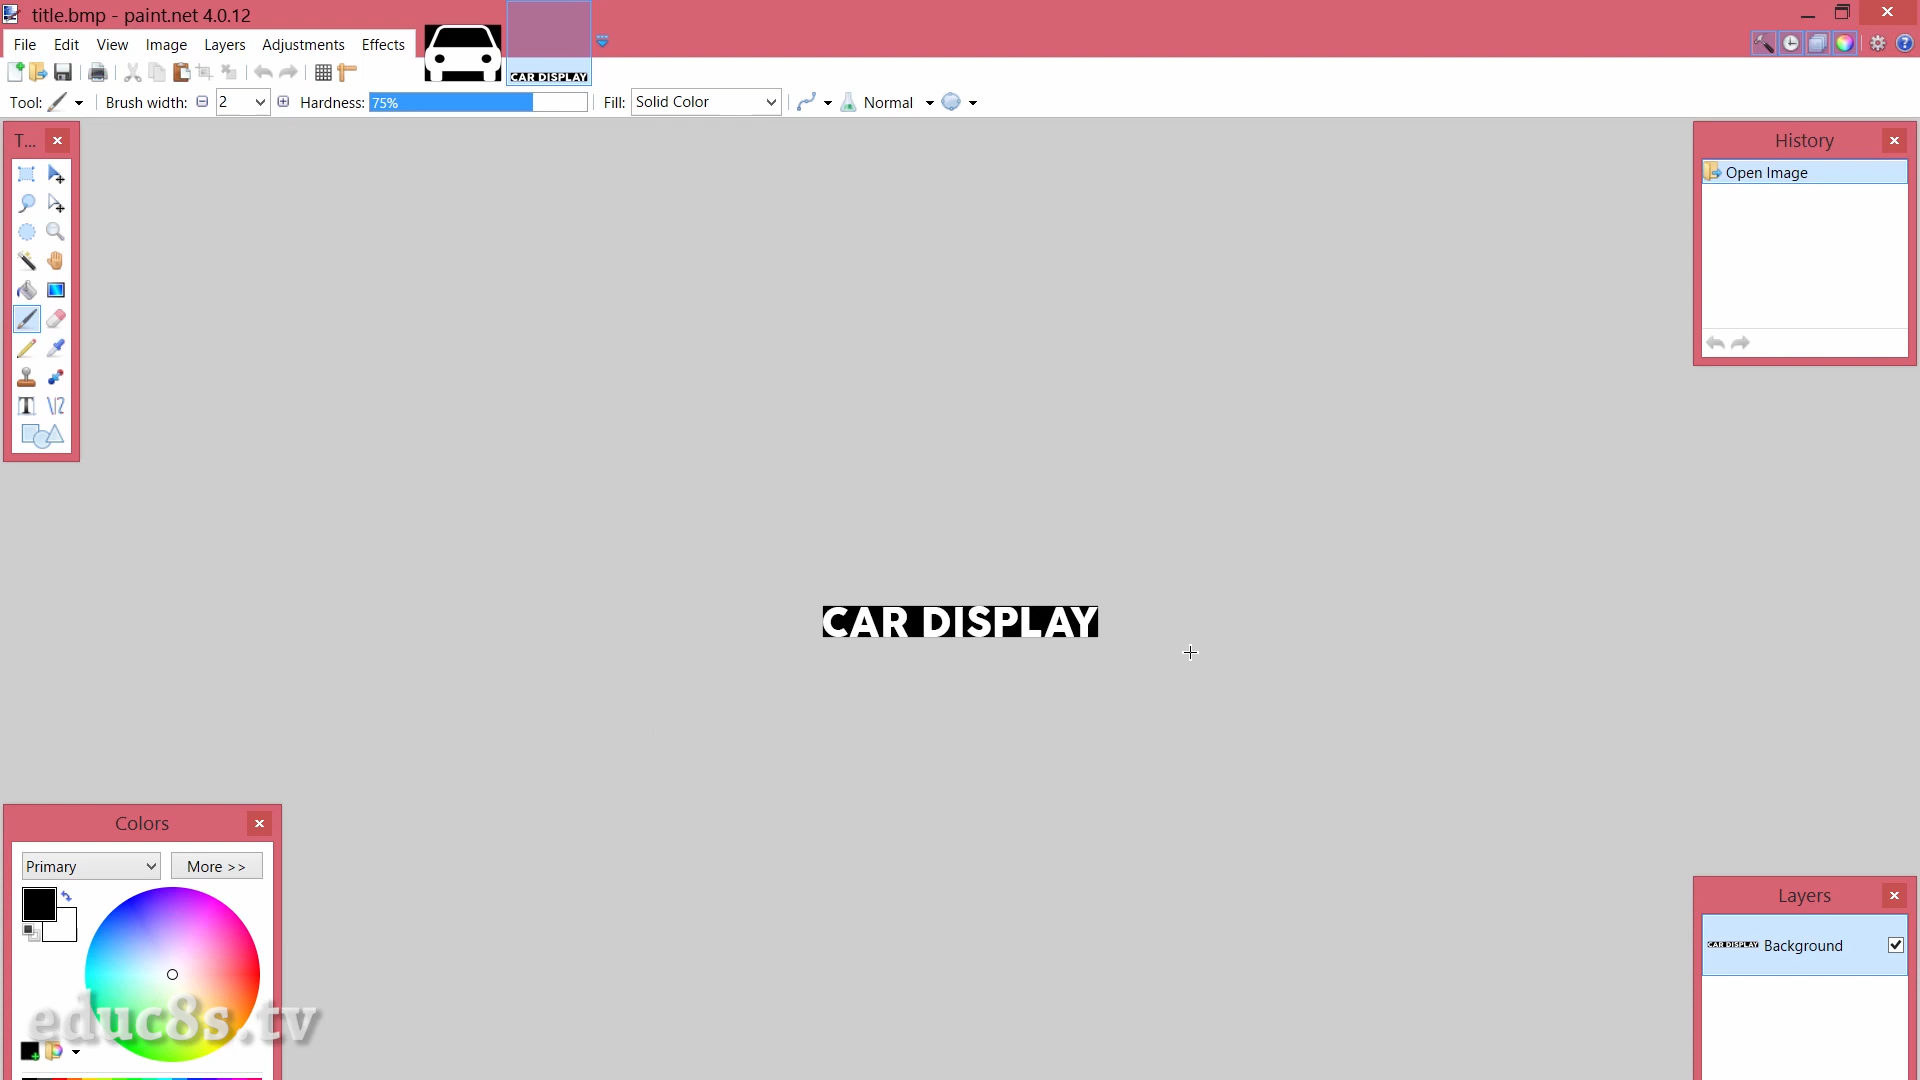 title.bmp - paint.net 4.0.12
File Edit View Image Layers Adjustments Effects
CAR DISPLAY
Tool: Brush width: 2 Hardness: 75% Fill: Solid Color Normal
T...
History
Open Image
CAR DISPLAY
Colors
Primary More >>
Layers
CAR DISPLAY Background
educ8s.tv